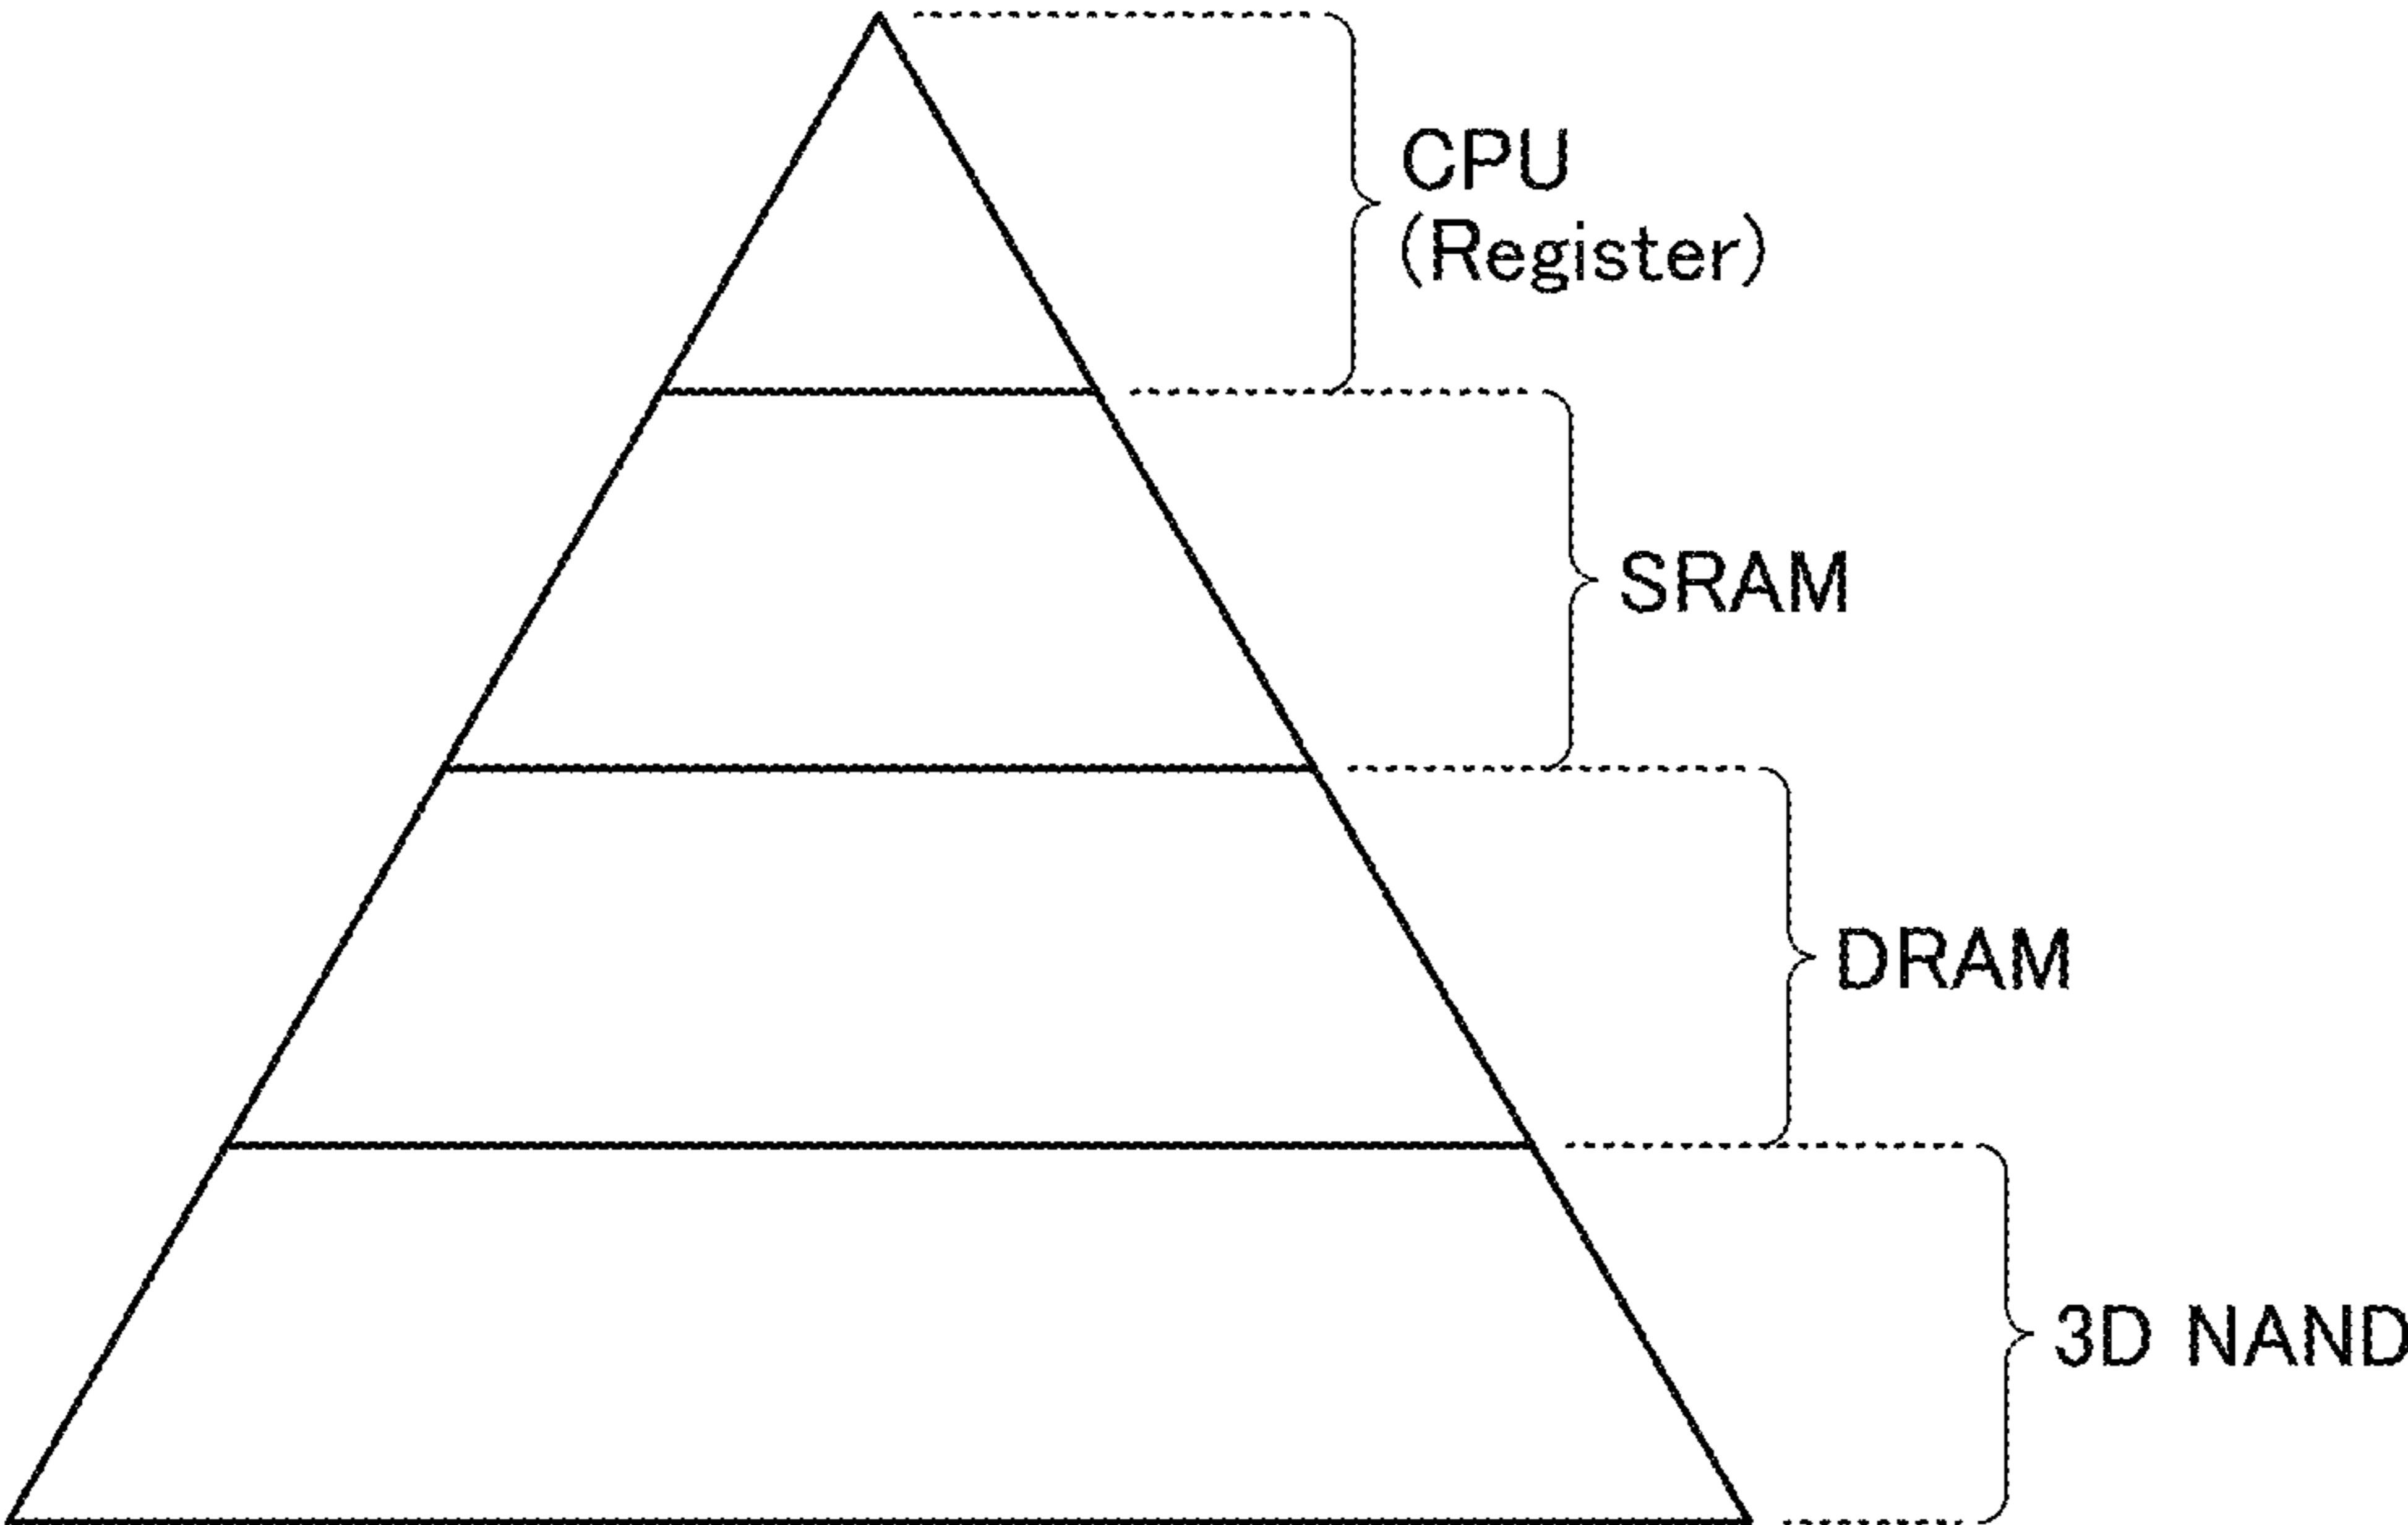 CPU
(Register)
SRAM
DRAM
3D NAND